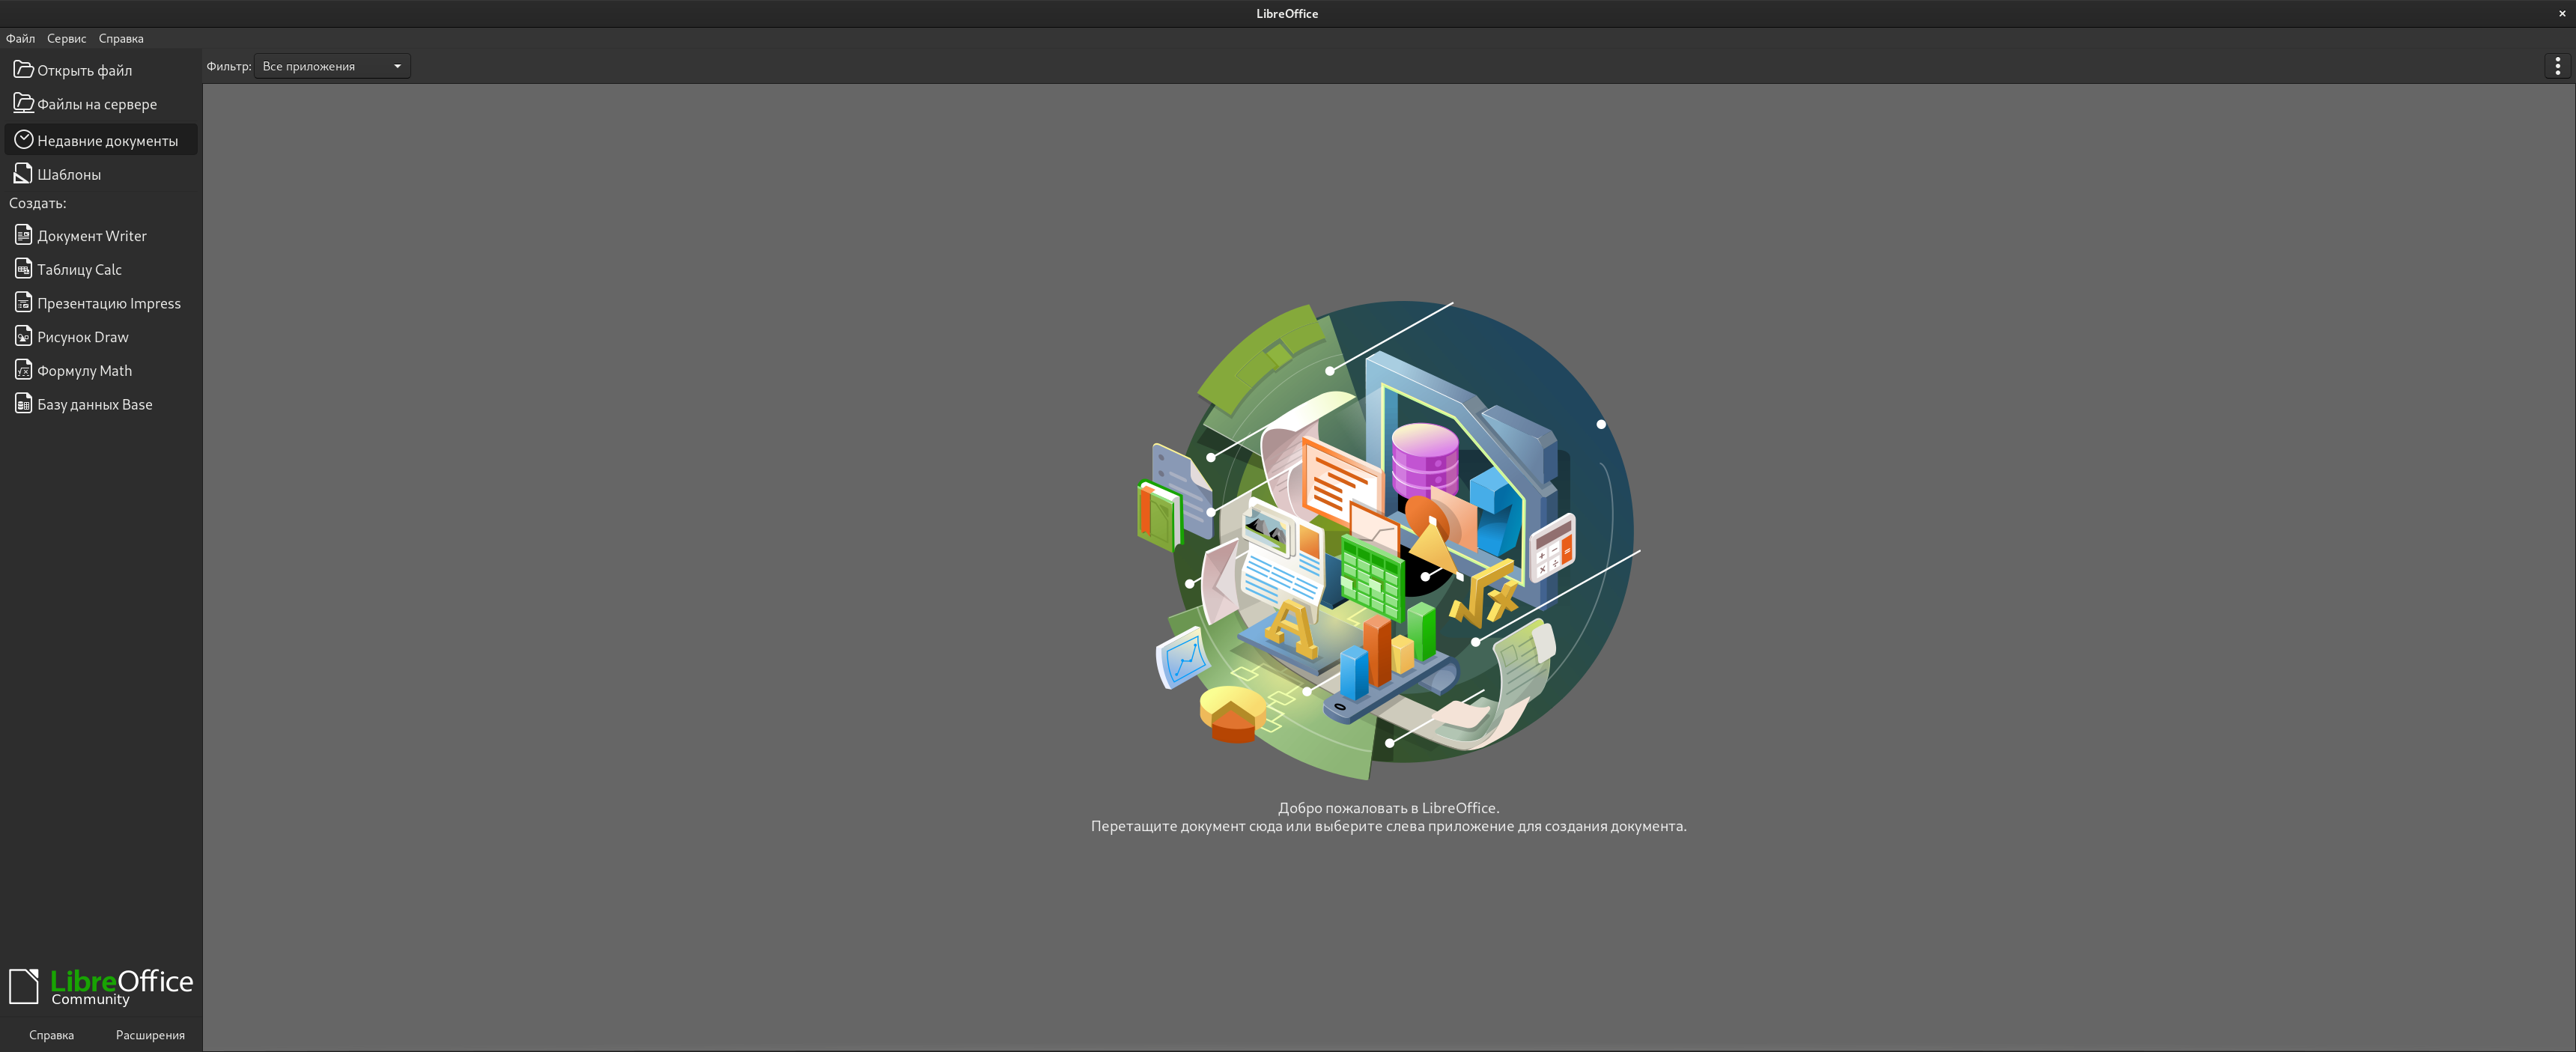 LibreOffice
Файл Сервис Справка
Открыть файл
Файлы на сервере
Недавние документы
Шаблоны
Создать:
Документ Writer
Таблицу Calc
Презентацию Impress
Рисунок Draw
Формулу Math
Базу данных Base
LibreOffice
Community
Справка Расширения
Фильтр: Все приложения
Добро пожаловать в LibreOffice.
Перетащите документ сюда или выберите слева приложение для создания документа.